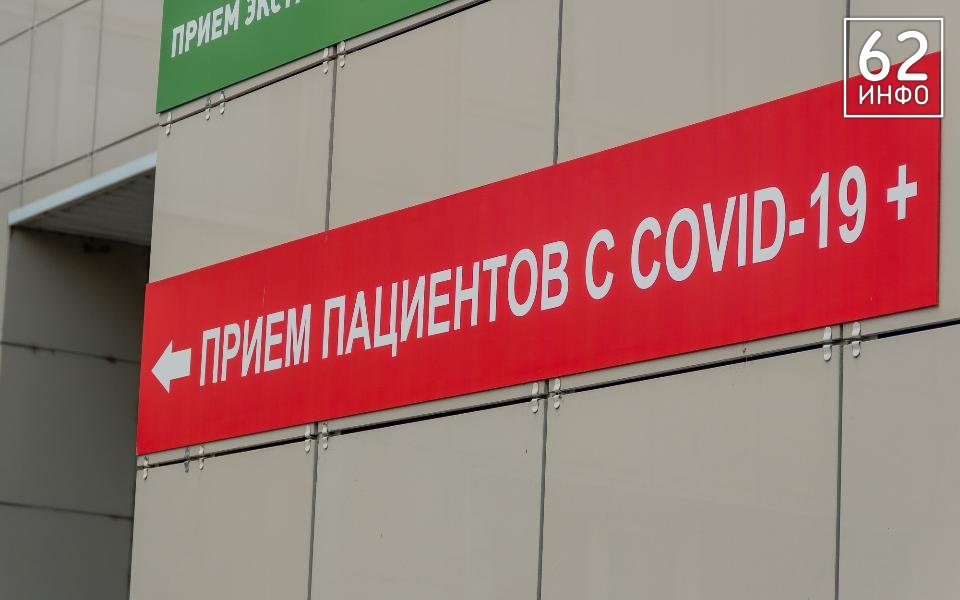 ПРИЕМ
62
ИНФО
← ПРИЕМ ПАЦИЕНТОВ С COVID-19 +